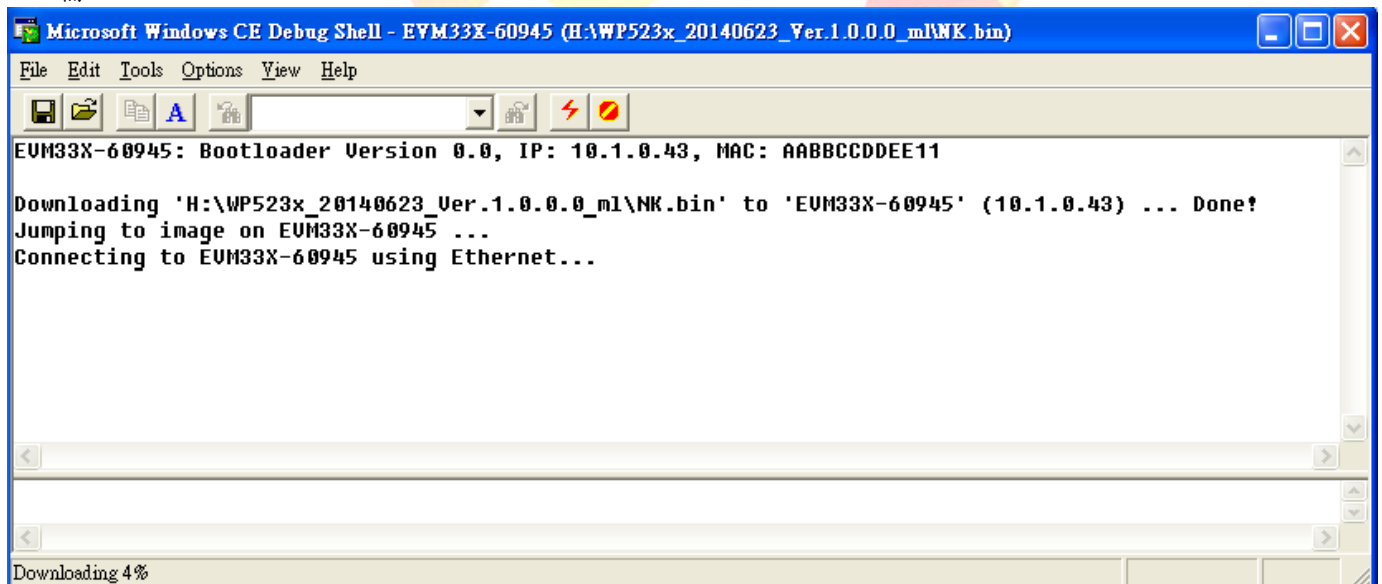 Microsoft Windows CE Debug Shell - EVM33X-60945 (H:\WP523x_20140623_Ver.1.0.0.0_ml\NK.bin)
File Edit Tools Options View Help
A
EVM33X-60945: Bootloader Version 0.0, IP: 10.1.0.43, MAC: AABBCCDDEE11
Downloading 'H:\WP523x_20140623_Ver.1.0.0.0_ml\NK.bin' to 'EVM33X-60945' (10.1.0.43) ... Done!
Jumping to image on EVM33X-60945 ...
Connecting to EVM33X-60945 using Ethernet...
Downloading 4%